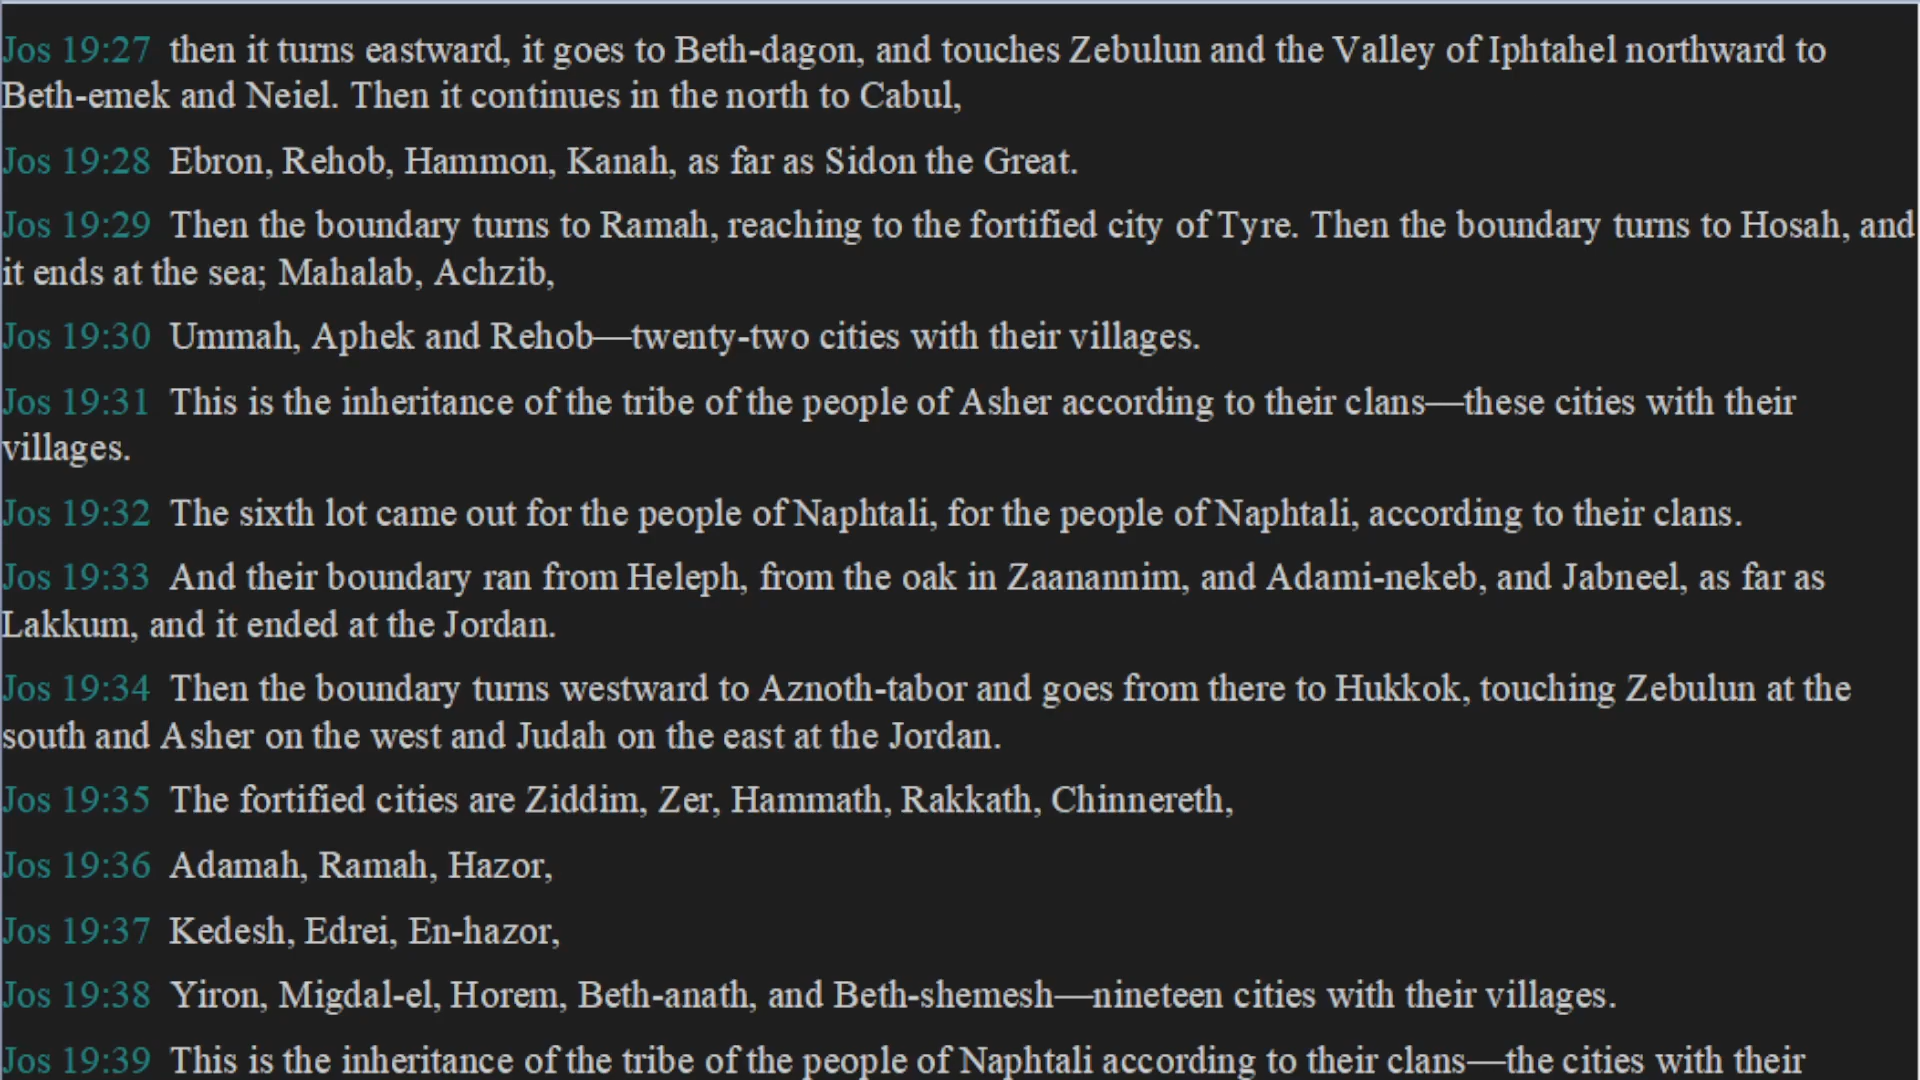 Jos 19:27 then it turns eastward, it goes to Beth-dagon, and touches Zebulun and the Valley of Iphtahel northward to
Beth-emek and Neiel. Then it continues in the north to Cabul,
Jos 19:28 Ebron, Rehob, Hammon, Kanah, as far as Sidon the Great.
Jos 19:29 Then the boundary turns to Ramah, reaching to the fortified city of Tyre. Then the boundary turns to Hosah, and
it ends at the sea; Mahalab, Achzib,
Jos 19:30 Ummah, Aphek and Rehob—twenty-two cities with their villages.
Jos 19:31 This is the inheritance of the tribe of the people of Asher according to their clans—these cities with their
villages.
Jos 19:32 The sixth lot came out for the people of Naphtali, for the people of Naphtali, according to their clans.
Jos 19:33 And their boundary ran from Heleph, from the oak in Zaanannim, and Adami-nekeb, and Jabneel, as far as
Lakkum, and it ended at the Jordan.
Jos 19:34 Then the boundary turns westward to Aznoth-tabor and goes from there to Hukkok, touching Zebulun at the
south and Asher on the west and Judah on the east at the Jordan.
Jos 19:35 The fortified cities are Ziddim, Zer, Hammath, Rakkath, Chinnereth,
Jos 19:36 Adamah, Ramah, Hazor,
Jos 19:37 Kedesh, Edrei, En-hazor,
Jos 19:38 Yiron, Migdal-el, Horem, Beth-anath, and Beth-shemesh—nineteen cities with their villages.
Jos 19:39 This is the inheritance of the tribe of the people of Naphtali according to their clans—the cities with their